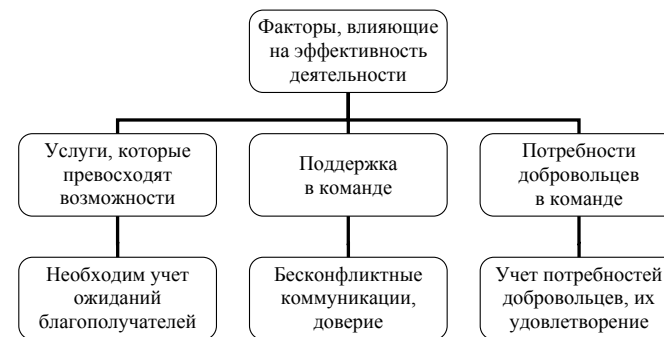 Факторы, влияющие
на эффективность
деятельности
Услуги, которые
превосходят
возможности
Поддержка
в команде
Потребности
добровольцев
в команде
Необходим учет
ожиданий
благополучателей
Бесконфликтные
коммуникации,
доверие
Учет потребностей
добровольцев, их
удовлетворение